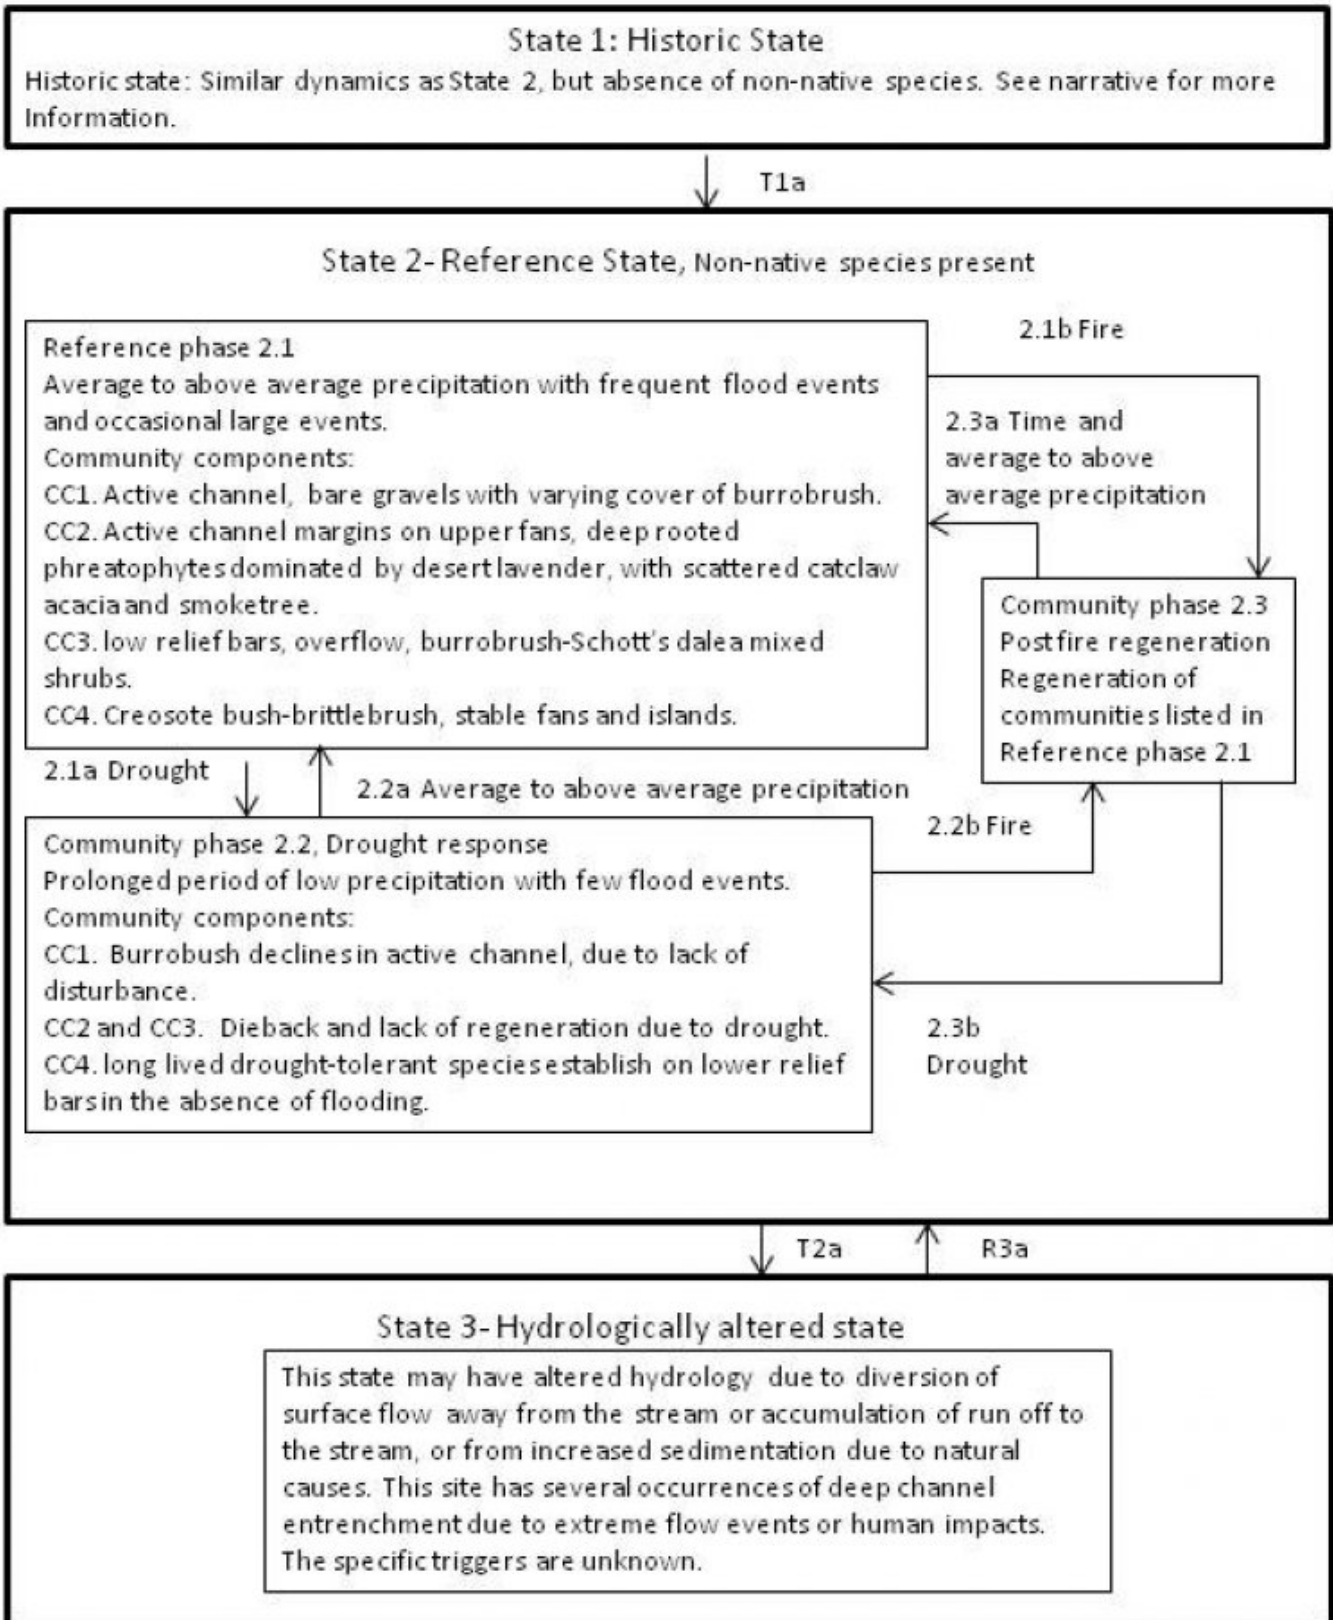 State 1: Historic State
Historic state: Similar dynamics as State 2, but absence of non-native species. See narrative for more
Information.
T1a
State 2- Reference State, Non-native species present
Reference phase 2.1
Average to above average precipitation with frequent flood events
and occasional large events.
Community components:
CC1. Active channel, bare gravels with varying cover of burrobrush.
CC2. Active channel margins on upper fans, deep rooted
phreatophytes dominated by desert lavender, with scattered catclaw
acacia and smoketree.
CC3. low relief bars, overflow, burrobrush-Schott's dalea mixed
shrubs.
CC4. Creosote bush-brittlebrush, stable fans and islands.
2.1b Fire
2.3a Time and
average to above
average precipitation
Community phase 2.3
Postfire regeneration
Regeneration of
communities listed in
Reference phase 2.1
2.1a Drought
2.2a Average to above average precipitation
2.2b Fire
Community phase 2.2, Drought response
Prolonged period of low precipitation with few flood events.
Community components:
CC1. Burrobush declines in active channel, due to lack of
disturbance.
CC2 and CC3. Dieback and lack of regeneration due to drought.
CC4. long lived drought-tolerant species establish on lower relief
bars in the absence of flooding.
2.3b
Drought
T2a
R3a
State 3- Hydrologically altered state
This state may have altered hydrology due to diversion of
surface flow away from the stream or accumulation of run off to
the stream, or from increased sedimentation due to natural
causes. This site has several occurrences of deep channel
entrenchment due to extreme flow events or human impacts.
The specific triggers are unknown.